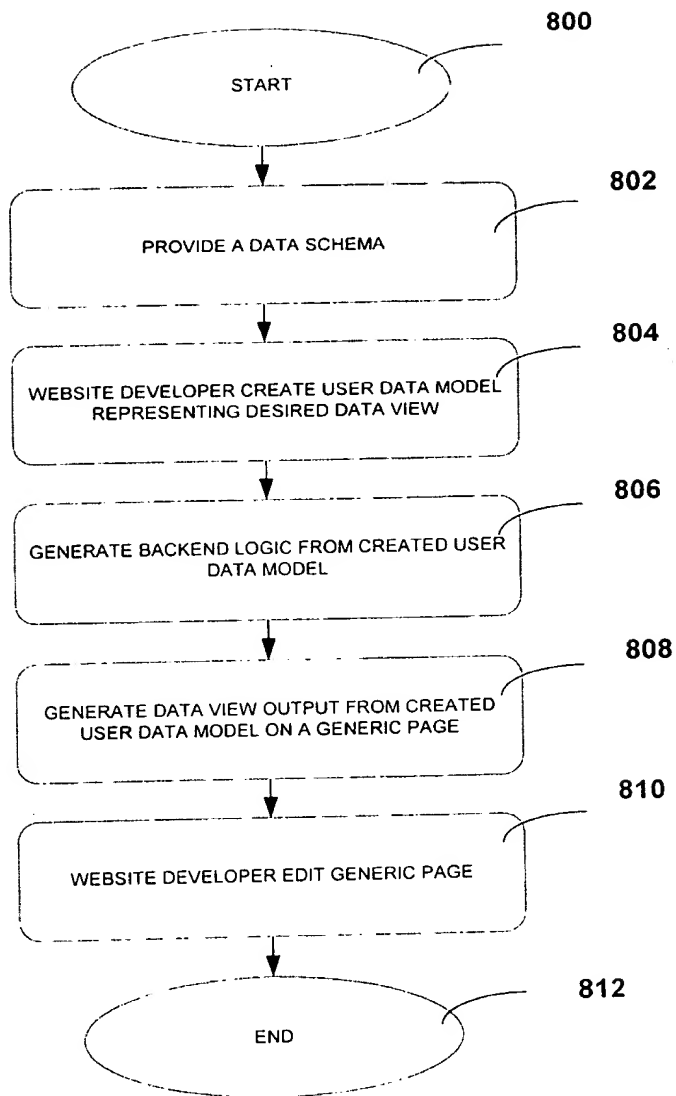 800
START
802
PROVIDE A DATA SCHEMA
804
WEBSITE DEVELOPER CREATE USER DATA MODEL
REPRESENTING DESIRED DATA VIEW
806
GENERATE BACKEND LOGIC FROM CREATED USER
DATA MODEL
808
GENERATE DATA VIEW OUTPUT FROM CREATED
USER DATA MODEL ON A GENERIC PAGE
810
WEBSITE DEVELOPER EDIT GENERIC PAGE
812
END